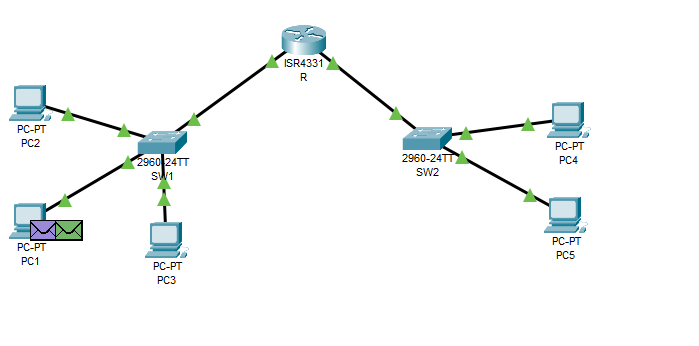 ISR4331
R
PC-PT
PC2
2960-24TT
SW1
2960-24TT
SW2
PC-PT
PC4
PC-PT
PC1
PC-PT
PC3
PC-PT
PC5